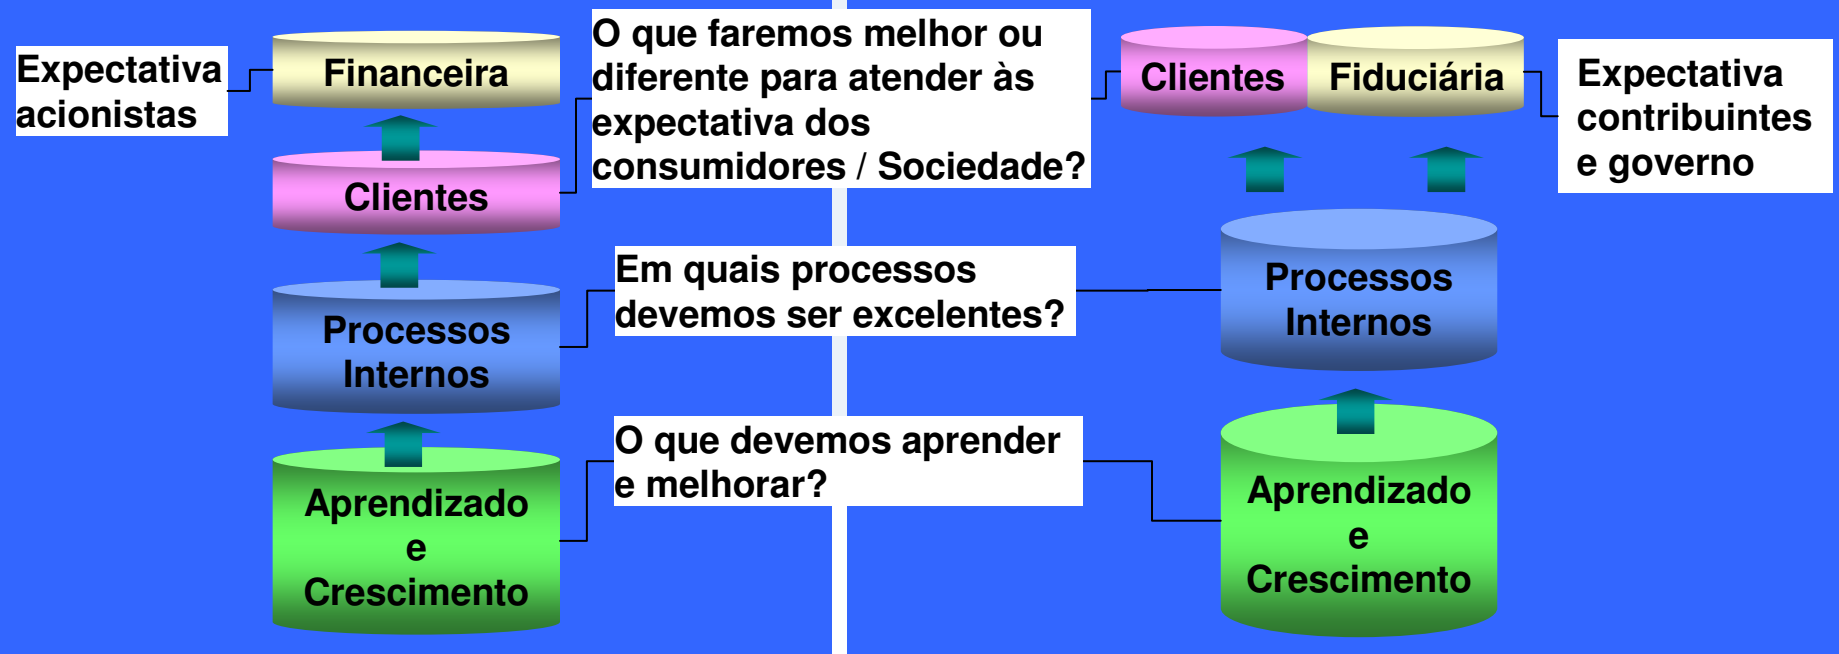 Expectativa
acionistas
Financeira
Clientes
Processos
Internos
Aprendizado
e
Crescimento
O que faremos melhor ou
diferente para atender às
expectativa dos
consumidores / Sociedade?
Em quais processos
devemos ser excelentes?
O que devemos aprender
e melhorar?
Clientes
Fiduciária
Expectativa
contribuintes
e governo
Processos
Internos
Aprendizado
e
Crescimento